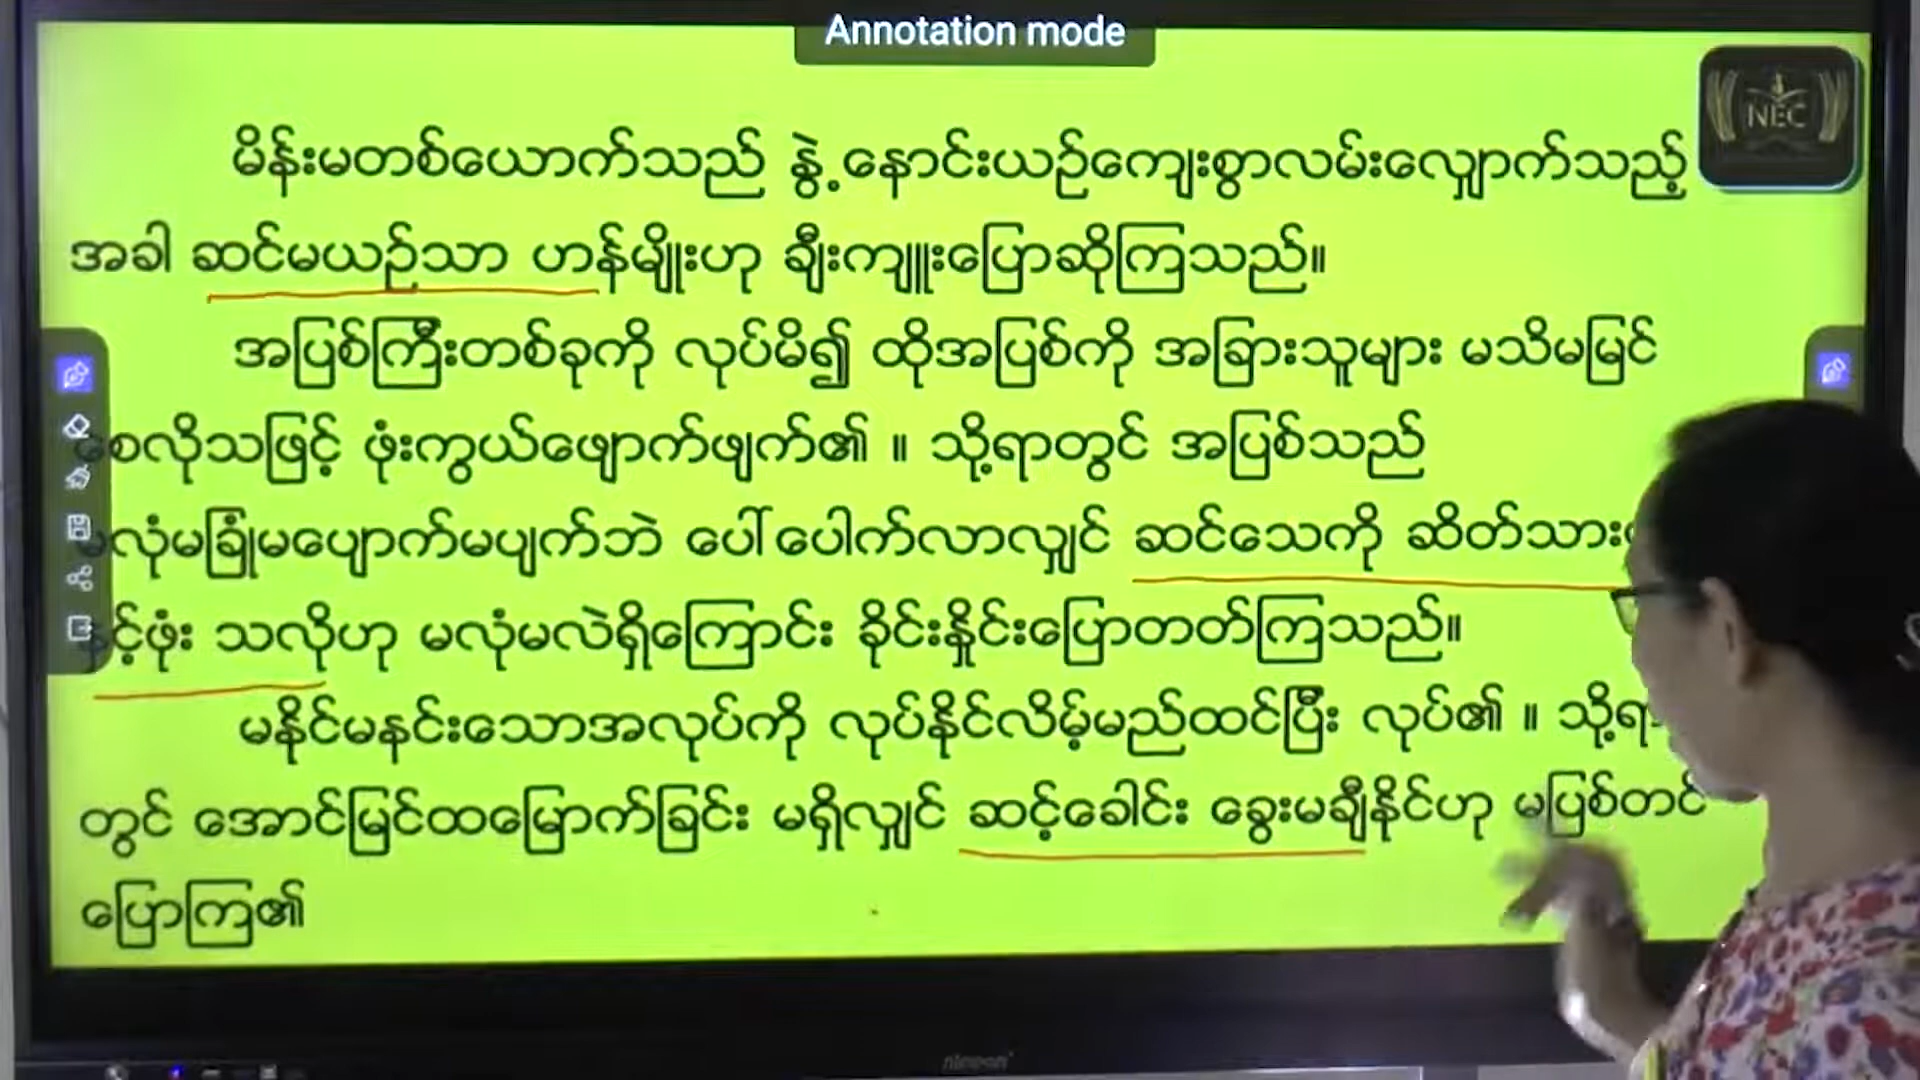 Annotation mode
NEC
မိန်းမတစ်ယောက်သည် နွဲ့နှောင်းယဉ်ကျေးစွာလမ်းလျှောက်သည့်
အခါ ဆင်မယဉ်သာ ဟန်မျိုးဟု ချီးကျူးပြောဆိုကြသည်။
အပြစ်ကြီးတစ်ခုကို လုပ်မိ၍ ထိုအပြစ်ကို အခြားသူများ မသိမမြင်
စေလိုသဖြင့် ဖုံးကွယ်ဖျောက်ဖျက်၏ ။ သို့ရာတွင် အပြစ်သည်
မလုံမခြုံမပျောက်မပျက်ဘဲ ပေါ်ပေါက်လာလျှင် ဆင်သေကို ဆိတ်သား
နှင့်ဖုံး သလိုဟု မလုံမလဲရှိကြောင်း ခိုင်းနှိုင်းပြောတတ်ကြသည်။
မနိုင်မနင်းသောအလုပ်ကို လုပ်နိုင်လိမ့်မည်ထင်ပြီး လုပ်၏ ။ သို့ရာ
တွင် အောင်မြင်ထမြောက်ခြင်း မရှိလျှင် ဆင့်ခေါင်း ခွေးမချီနိုင်ဟု မပြစ်တင်
ပြောကြ၏